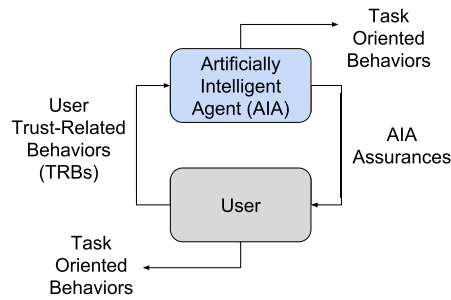 Task
Oriented
Behaviors
Artificially
Intelligent
Agent (AIA)
User
Trust-Related
Behaviors
(TRBs)
AIA
Assurances
User
Task
Oriented
Behaviors